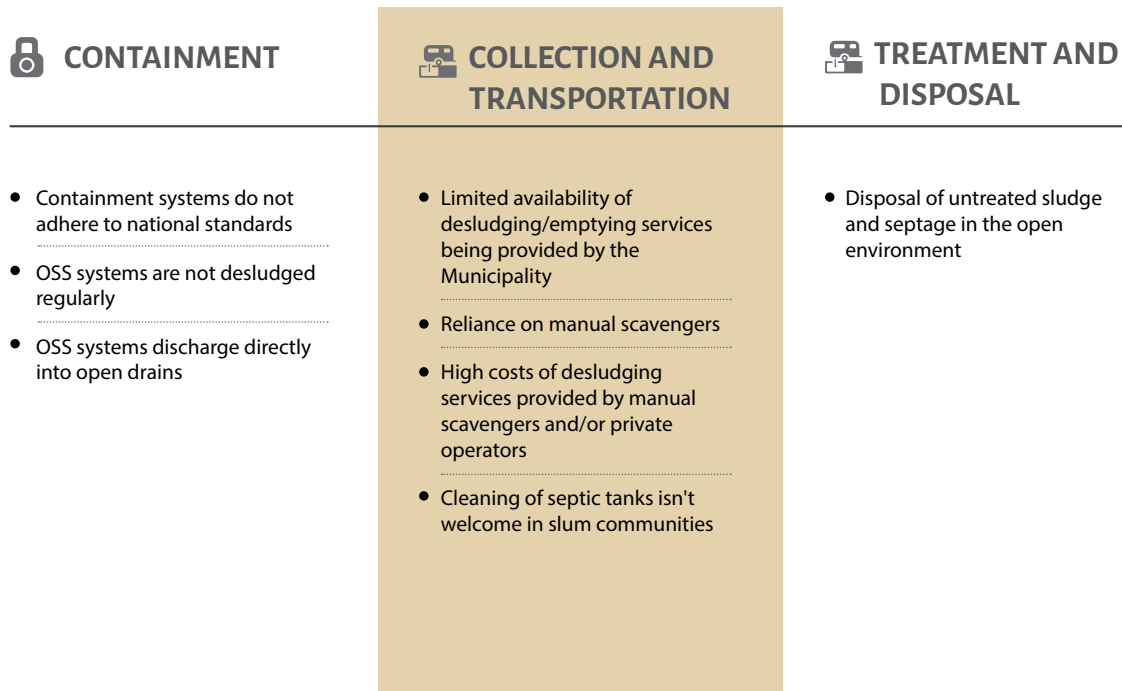 CONTAINMENT
Containment systems do not
adhere to national standards
OSS systems are not desludged
regularly
OSS systems discharge directly
into open drains
COLLECTION AND
TRANSPORTATION
Limited availability of
desludging/emptying services
being provided by the
Municipality
Reliance on manual scavengers
High costs of desludging
services provided by manual
scavengers and/or private
operators
Cleaning of septic tanks isn't
welcome in slum communities
TREATMENT AND
DISPOSAL
Disposal of untreated sludge
and septage in the open
environment